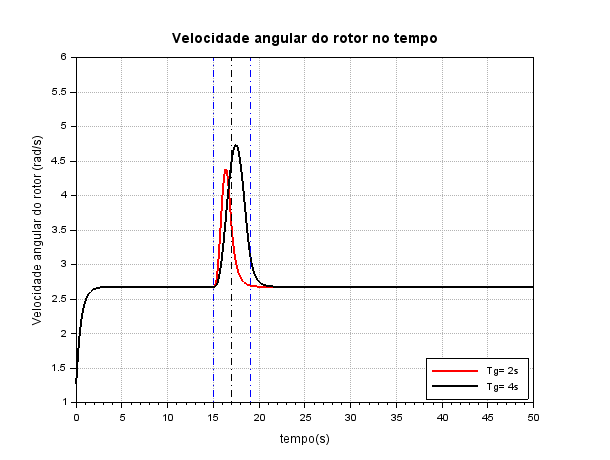 Velocidade angular do rotor no tempo
Velocidade angular do rotor (rad/s)
6
5.5
5
4.5
4
3.5
3
2.5
2
1.5
1
0 5 10 15 20 25 30 35 40 45 50
tempo(s)
Tg= 2s
Tg= 4s